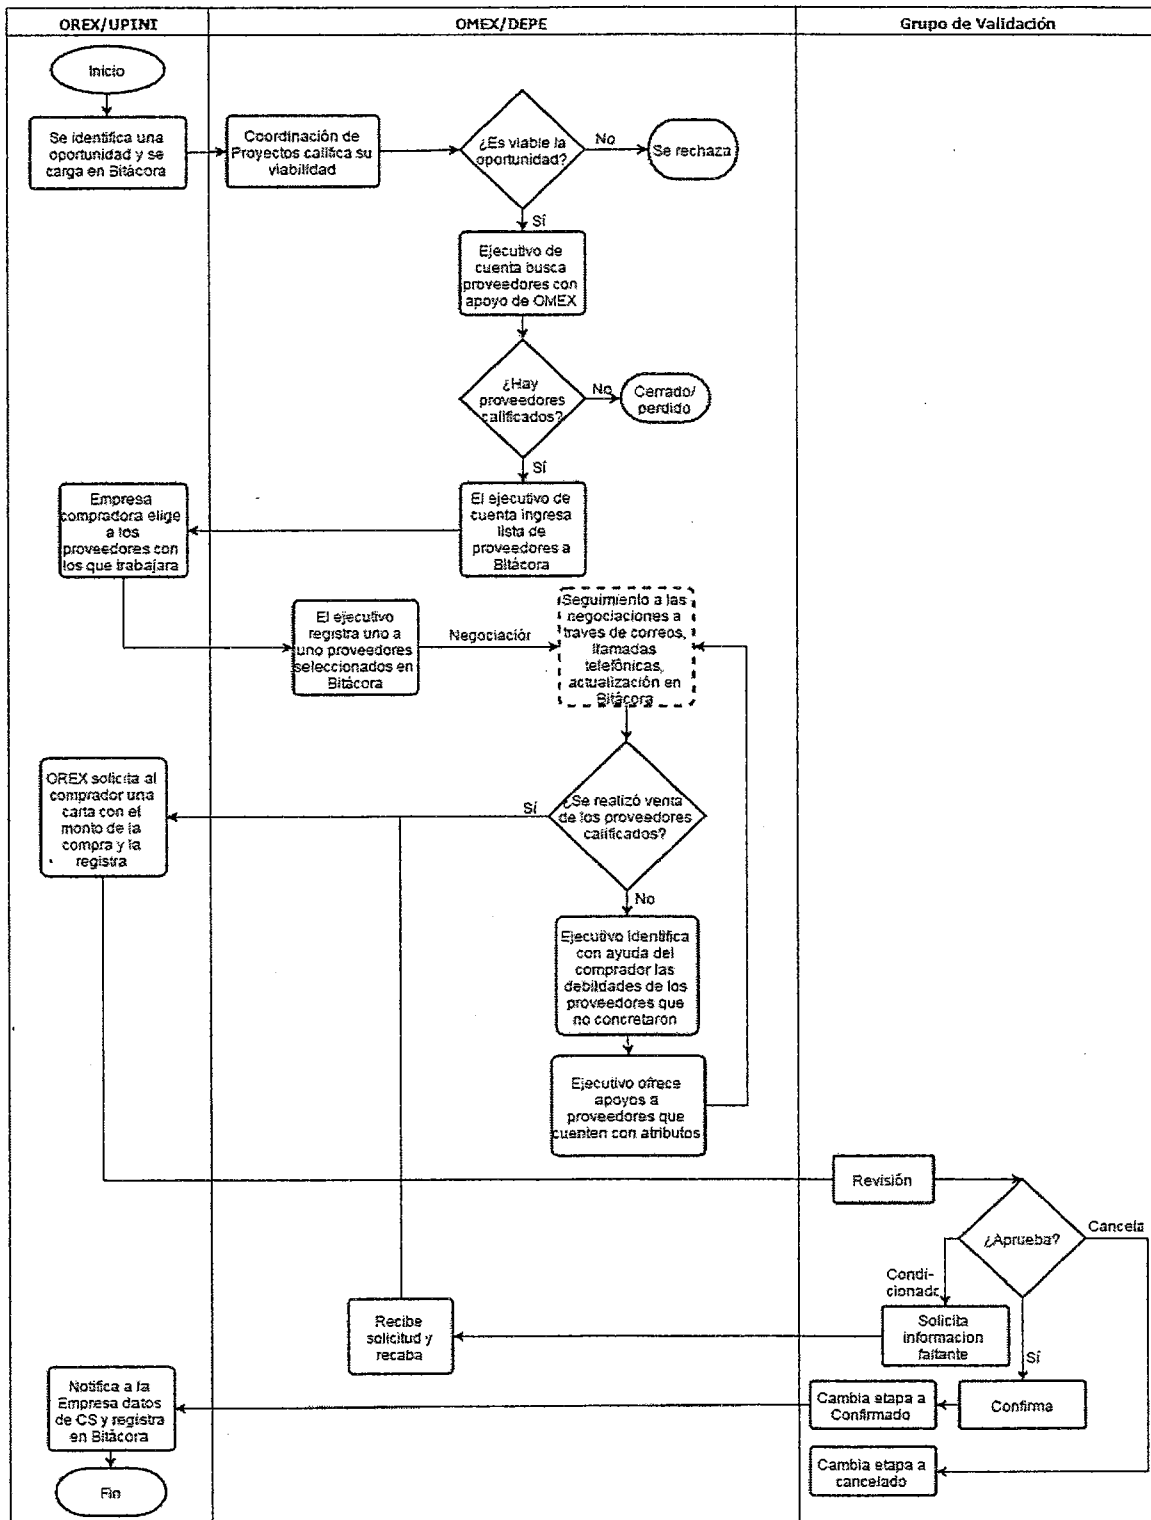 OREX/UPINI
OMEX/DEPE
Grupo de Validación
Inicio
Se identifica una
oportunidad y se
carga en Bitácora
Coordinación de
Proyectos califica su
viabilidad
¿Es viable la
oportunidad?
No
Se rechaza
Sí
Ejecutivo de
cuenta busca
proveedores con
apoyo de OMEX
¿Hay
proveedores
calificados?
No
Cerrado/
perdido
Sí
El ejecutivo de
cuenta ingresa
lista de
proveedores a
Bitácora
Empresa
compradora elige
a los
proveedores con
los que trabajara
El ejecutivo
registra uno a
uno proveedores
seleccionados en
Bitácora
Negociación
Seguimiento a las
negociaciones a
traves de correos,
llamadas
telefónicas,
actualización en
Bitácora
¿Se realizó venta
de los proveedores
calificados?
Sí
OREX solicita al
comprador una
carta con el
monto de la
compra y la
registra
No
Ejecutivo identifica
con ayuda del
comprador las
debilidades de los
proveedores que
no concretaron
Ejecutivo ofrece
apoyos a
proveedores que
cuenten con atributos
Revisión
¿Aprueba?
Cancela
Condi-
cionado
Sí
Solicita
informacion
faltante
Recibe
solicitud y
recaba
Confirma
Cambia etapa a
Confirmado
Notifica a la
Empresa datos
de CS y registra
en Bitácora
Cambia etapa a
cancelado
Fin